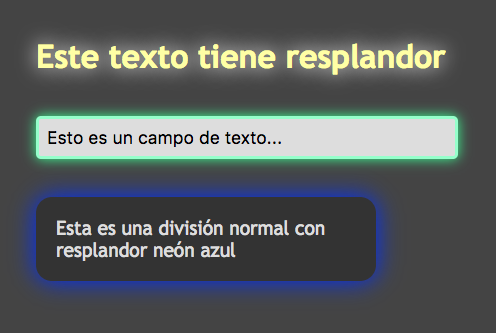 Este texto tiene resplandor
Esto es un campo de texto...
Esta es una división normal con
resplandor neón azul